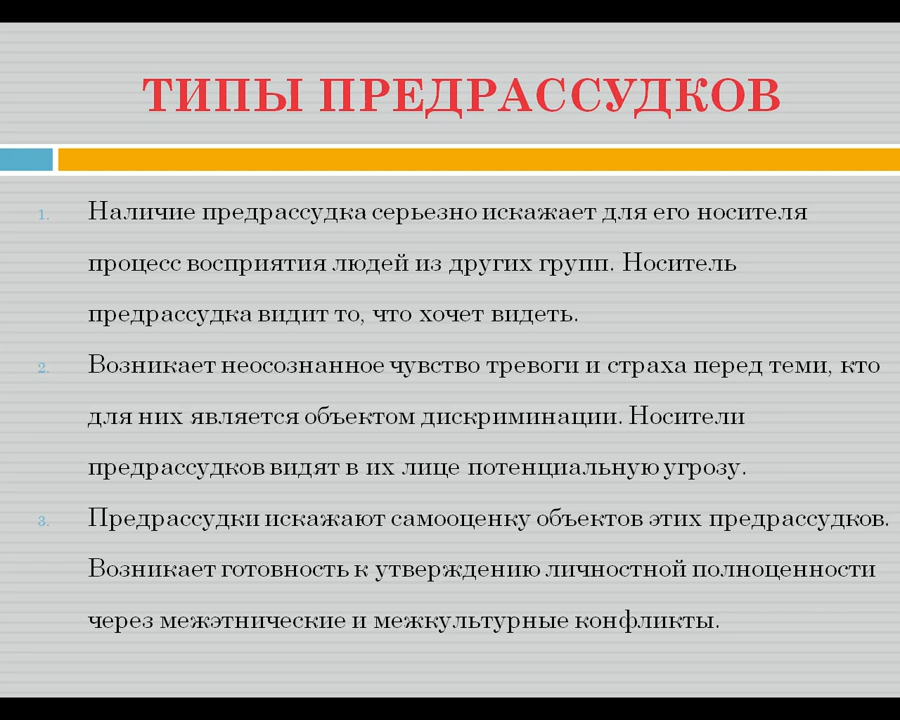 ТИПЫ ПРЕДРАССУДКОВ
1. Наличие предрассудка серьезно искажает для его носителя
процесс восприятия людей из других групп. Носитель
предрассудка видит то, что хочет видеть.
2. Возникает неосознанное чувство тревоги и страха перед теми, кто
для них является объектом дискриминации. Носители
предрассудков видят в их лице потенциальную угрозу.
3. Предрассудки искажают самооценку объектов этих предрассудков.
Возникает готовность к утверждению личностной полноценности
через межэтнические и межкультурные конфликты.